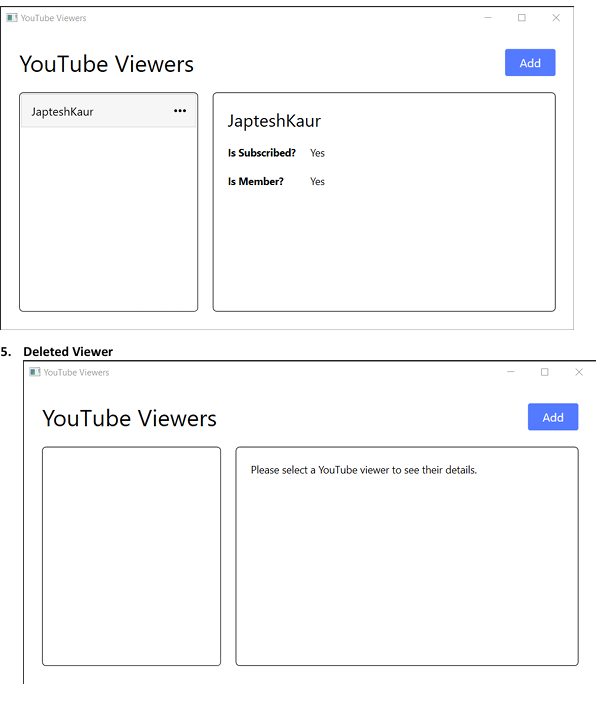 YouTube Viewers
YouTube Viewers
Add
JapteshKaur •••
JapteshKaur
Is Subscribed? Yes
Is Member? Yes
5. Deleted Viewer
YouTube Viewers
YouTube Viewers
Add
Please select a YouTube viewer to see their details.